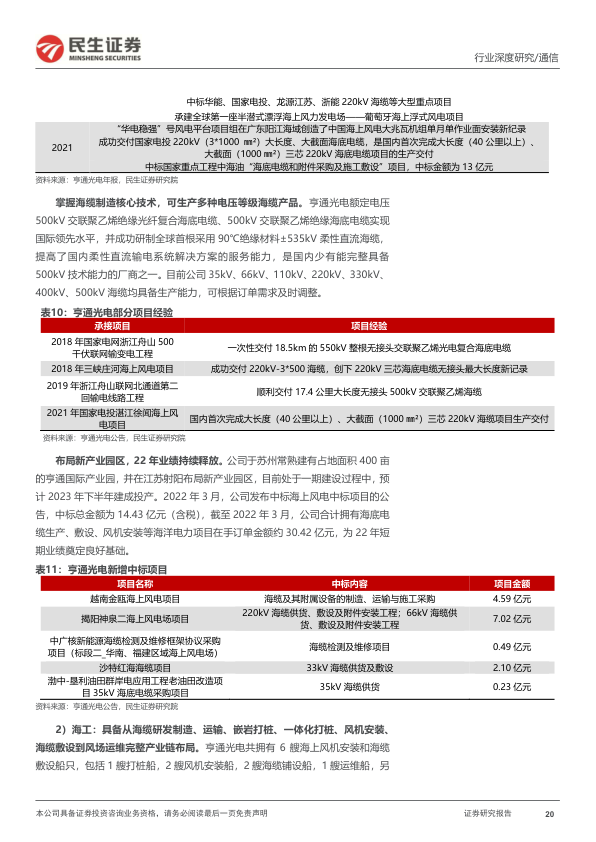 民生证券
MINSHENG SECURITIES
行业深度研究/通信
中标华能、国家电投、龙源江苏、浙能 220kV 海缆等大型重点项目
承建全球第一座半潜式漂浮海上风力发电场——葡萄牙海上浮式风电项目
2021
“华电稳强”号风电平台项目组在广东阳江海域创造了中国海上风电大兆瓦机组单月单作业面安装新纪录
成功交付国家电投 220kV（3*1000 ㎜²）大长度、大截面海底电缆，是国内首次完成大长度（40 公里以上）、
大截面（1000 ㎜²）三芯 220kV 海底电缆项目的生产交付
中标国家重点工程中海油“海底电缆和附件采购及施工敷设”项目，中标金额为 13 亿元
资料来源：亨通光电年报，民生证券研究院
掌握海缆制造核心技术，可生产多种电压等级海缆产品。亨通光电额定电压
500kV 交联聚乙烯绝缘光纤复合海底电缆、500kV 交联聚乙烯绝缘海底电缆实现
国际领先水平，并成功研制全球首根采用 90℃绝缘材料±535kV 柔性直流海缆，
提高了国内柔性直流输电系统解决方案的服务能力，是国内少有能完整具备
500kV 技术能力的厂商之一。目前公司 35kV、66kV、110kV、220kV、330kV、
400kV、500kV 海缆均具备生产能力，可根据订单需求及时调整。
表10：亨通光电部分项目经验
承接项目 项目经验
2018 年国家电网浙江舟山 500
千伏联网输变电工程
一次性交付 18.5km 的 550kV 整根无接头交联聚乙烯光电复合海底电缆
2018 年三峡庄河海上风电项目 成功交付 220kV-3*500 海缆，创下 220kV 三芯海底电缆无接头最大长度新记录
2019 年浙江舟山联网北通道第二
回输电线路工程
顺利交付 17.4 公里大长度无接头 500kV 交联聚乙烯海缆
2021 年国家电投湛江徐闻海上风
电项目
国内首次完成大长度（40 公里以上）、大截面（1000 ㎜²）三芯 220kV 海缆项目生产交付
资料来源：亨通光电公告，民生证券研究院
布局新产业园区，22 年业绩持续释放。公司于苏州常熟建有占地面积 400 亩
的亨通国际产业园，并在江苏射阳布局新产业园区，目前处于一期建设过程中，预
计 2023 年下半年建成投产。2022 年 3 月，公司发布中标海上风电中标项目的公
告，中标总金额为 14.43 亿元（含税），截至 2022 年 3 月，公司合计拥有海底电
缆生产、敷设、风机安装等海洋电力项目在手订单金额约 30.42 亿元，为 22 年短
期业绩奠定良好基础。
表11：亨通光电新增中标项目
项目名称 中标内容 项目金额
越南金瓯海上风电项目 海缆及其附属设备的制造、运输与施工采购 4.59 亿元
揭阳神泉二海上风电场项目
220kV 海缆供货、敷设及附件安装工程；66kV 海缆供
货、敷设及附件安装工程
7.02 亿元
中广核新能源海缆检测及维修框架协议采购
项目（标段二_华南、福建区域海上风电场）
海缆检测及维修项目 0.49 亿元
沙特红海海缆项目 33kV 海缆供货及敷设 2.10 亿元
渤中-垦利油田群岸电应用工程老油田改造项
目 35kV 海底电缆采购项目
35kV 海缆供货 0.23 亿元
资料来源：亨通光电公告，民生证券研究院
2）海工：具备从海缆研发制造、运输、嵌岩打桩、一体化打桩、风机安装、
海缆敷设到风场运维完整产业链布局。亨通光电共拥有 6 艘海上风机安装和海缆
敷设船只，包括 1 艘打桩船，2 艘风机安装船，2 艘海缆铺设船，1 艘运维船，另
本公司具备证券投资咨询业务资格，请务必阅读最后一页免责声明 证券研究报告 20